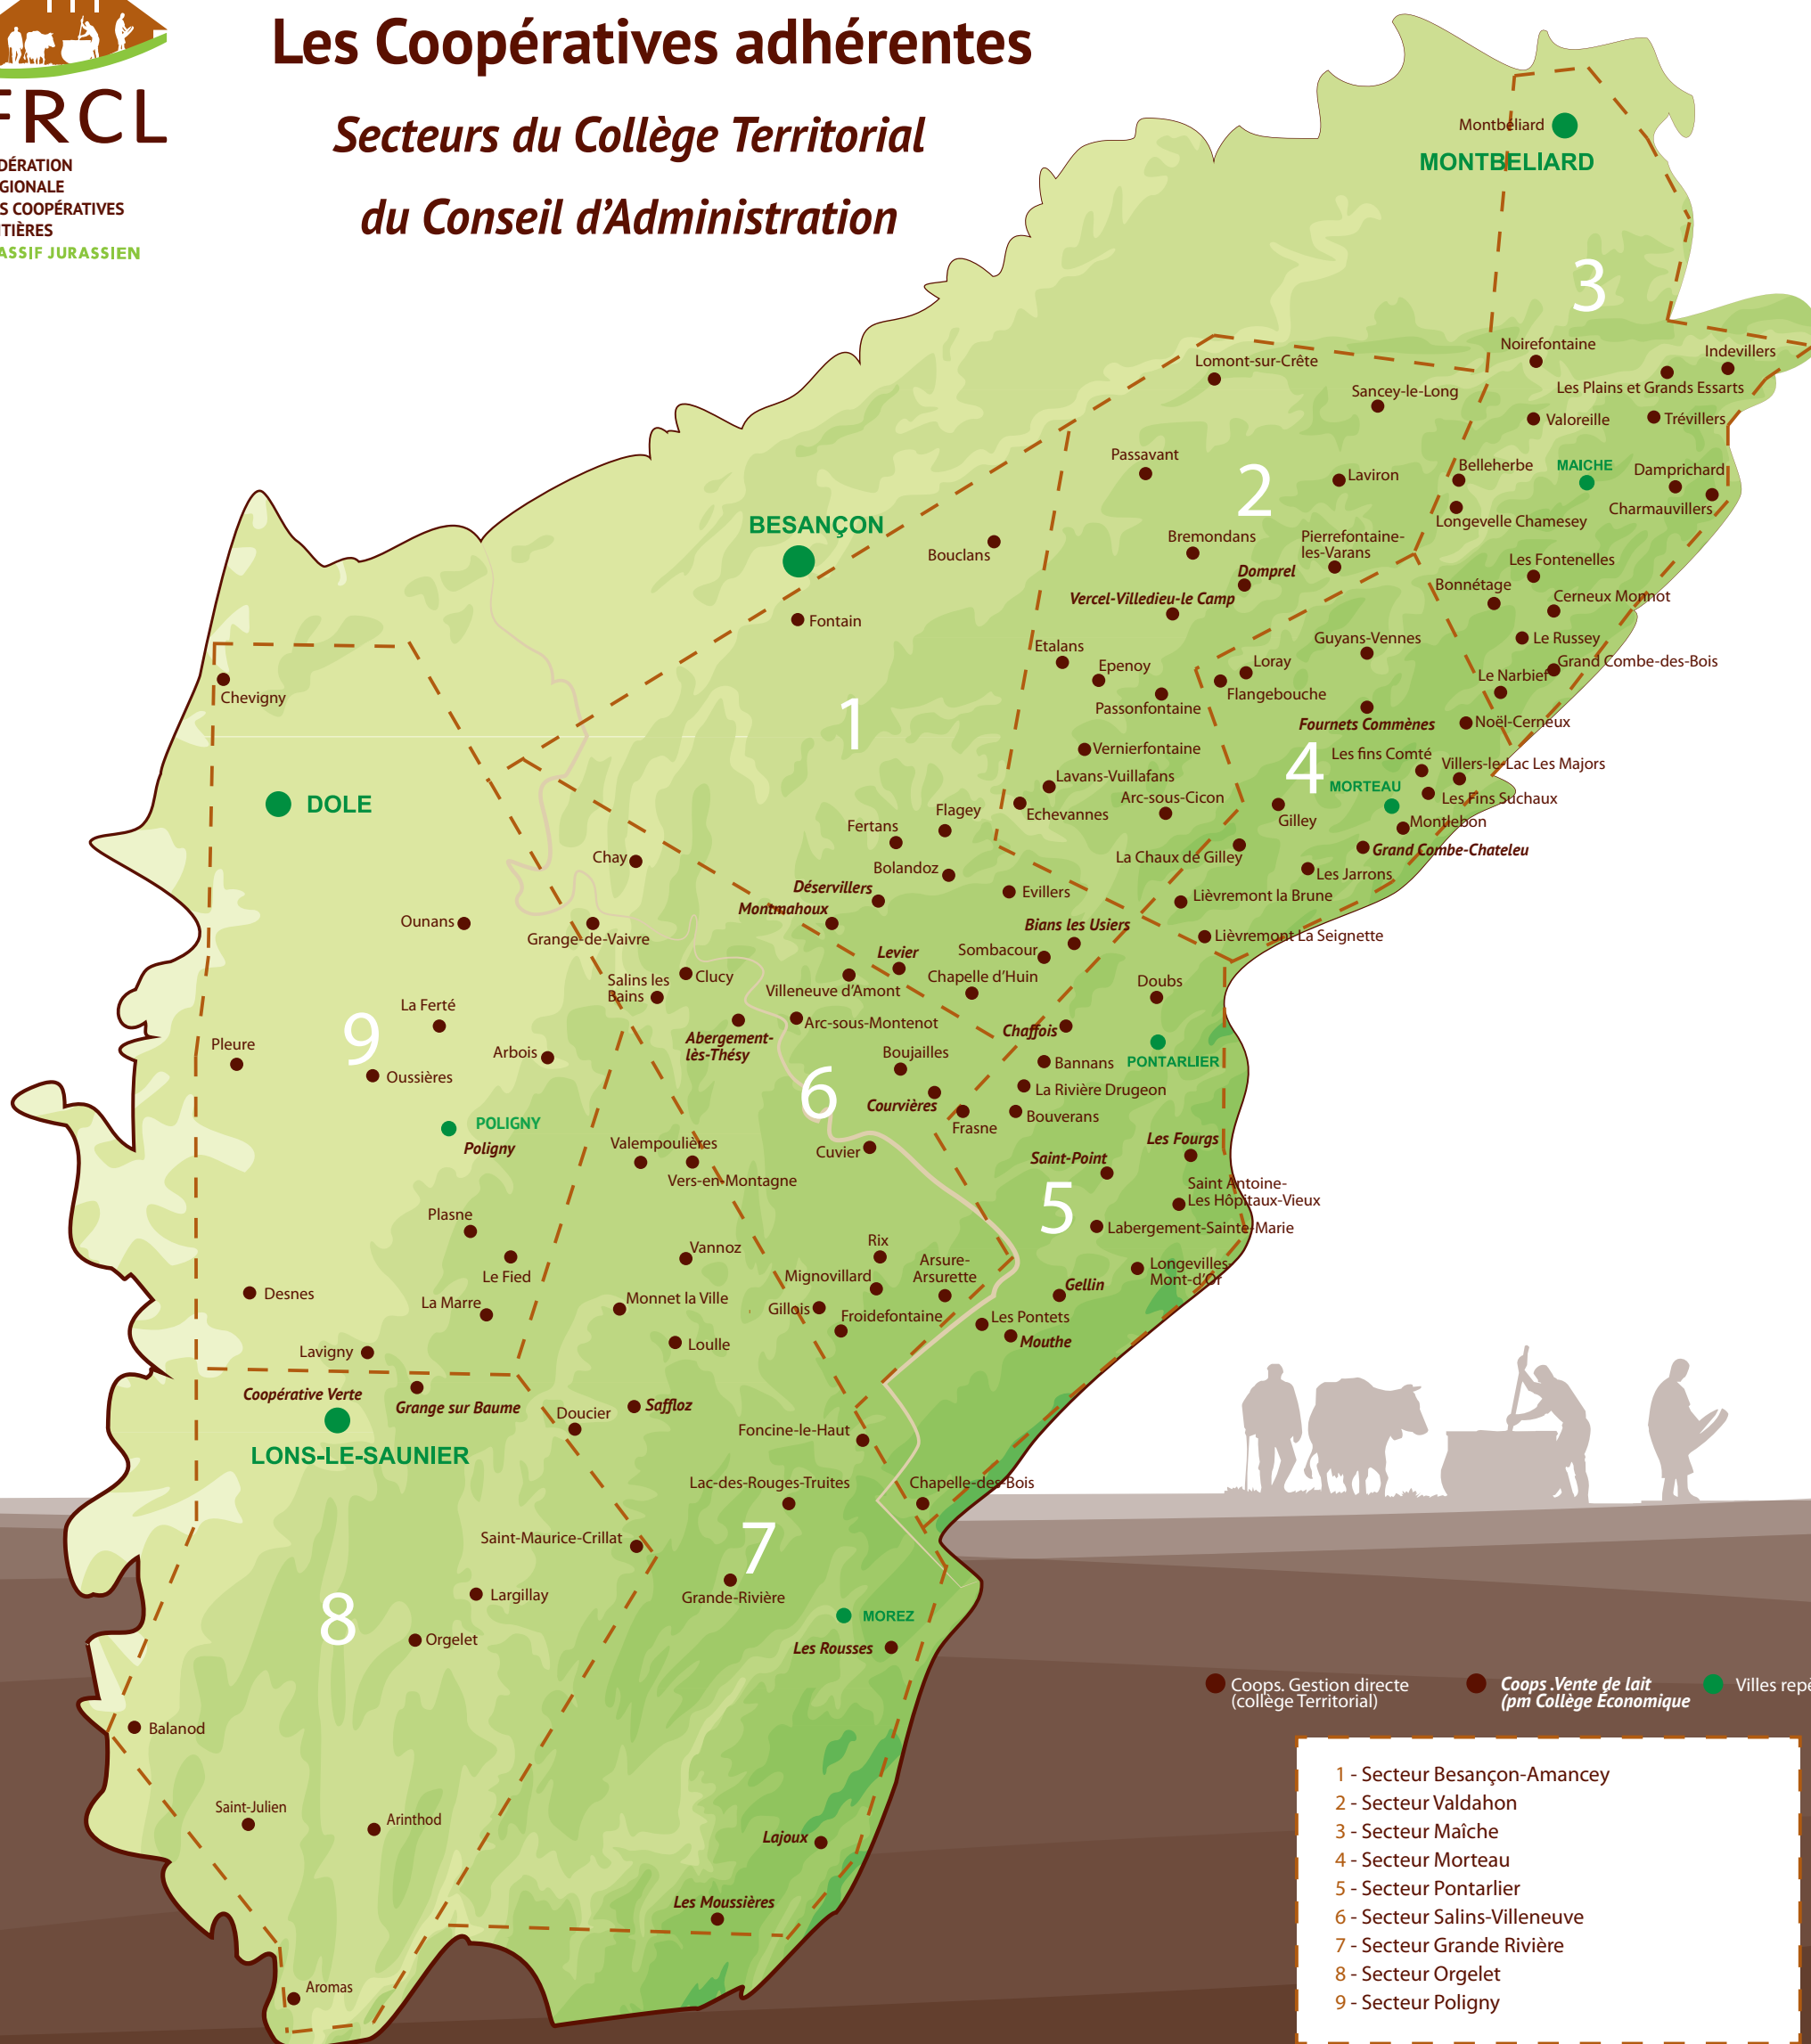 Les Coopératives adhérentes
Secteurs du Collège Territorial
du Conseil d’Administration
FRCL
DÉRATION
GIONALE
S COOPÉRATIVES
TIÈRES
ASSIF JURASSIEN
Montbéliard
MONTBELIARD
3
Noirefontaine
Indevillers
Lomont-sur-Crête
Les Plains et Grands Essarts
Sancey-le-Long
Valoreille
Trévillers
Passavant
Belleherbe
MAICHE
Damprichard
Laviron
2
Charmauvillers
Longevelle Chamesey
BESANÇON
Bouclans
Bremondans
Pierrefontaine-
les-Varans
Les Fontenelles
Domprel
Bonnétage
Cerneux Monnot
Vercel-Villedieu-le Camp
Fontain
Guyans-Vennes
Le Russey
Etalans
Epenoy
Loray
Grand Combe-des-Bois
Le Narbief
Chevigny
Flangebouche
Passonfontaine
1
Fournets Commènes
Noël-Cerneux
Vernierfontaine
Les fins Comté
Villers-le-Lac Les Majors
4
Lavans-Vuillafans
MORTEAU
DOLE
Arc-sous-Cicon
Les Fins Suchaux
Flagey
Echevannes
Gilley
Montlebon
Fertans
Chay
La Chaux de Gilley
Grand Combe-Chateleu
Bolandoz
Les Jarrons
Déservillers
Evillers
Lièvremont la Brune
Montmahoux
Ounans
Bians les Usiers
Grange-de-Vaivre
Lièvremont La Seignette
Levier
Sombacour
Salins les
Bains
Clucy
Chapelle d’Huin
Villeneuve d’Amont
Doubs
La Ferté
Arc-sous-Montenot
Chaffois
9
Abergement-
lès-Thésy
Pleure
Arbois
Boujailles
Bannans
PONTARLIER
Oussières
6
La Rivière Drugeon
Courvières
Bouverans
POLIGNY
Poligny
Frasne
Valempoulières
Cuvier
Les Fourgs
Saint-Point
Vers-en-Montagne
Saint Antoine-
Les Hôpitaux-Vieux
5
Plasne
Labergement-Sainte-Marie
Rix
Vannoz
Arsure-
Arsurette
Longevilles-
Mont-d’Or
Le Fied
Mignovillard
Desnes
Gellin
La Marre
Monnet la Ville
Gillois
Froidefontaine
Les Pontets
Mouthe
Loulle
Lavigny
Coopérative Verte
Grange sur Baume
Saffloz
Doucier
Foncine-le-Haut
LONS-LE-SAUNIER
Lac-des-Rouges-Truites
Chapelle-des-Bois
Saint-Maurice-Crillat
7
Largillay
Grande-Rivière
8
MOREZ
Orgelet
Les Rousses
Balanod
Saint-Julien
Arinthod
Lajoux
Les Moussières
Aromas
Coops. Gestion directe
(collège Territorial)
Coops .Vente de lait
(pm Collège Économique
Villes repè
1 - Secteur Besançon-Amancey
2 - Secteur Valdahon
3 - Secteur Maîche
4 - Secteur Morteau
5 - Secteur Pontarlier
6 - Secteur Salins-Villeneuve
7 - Secteur Grande Rivière
8 - Secteur Orgelet
9 - Secteur Poligny